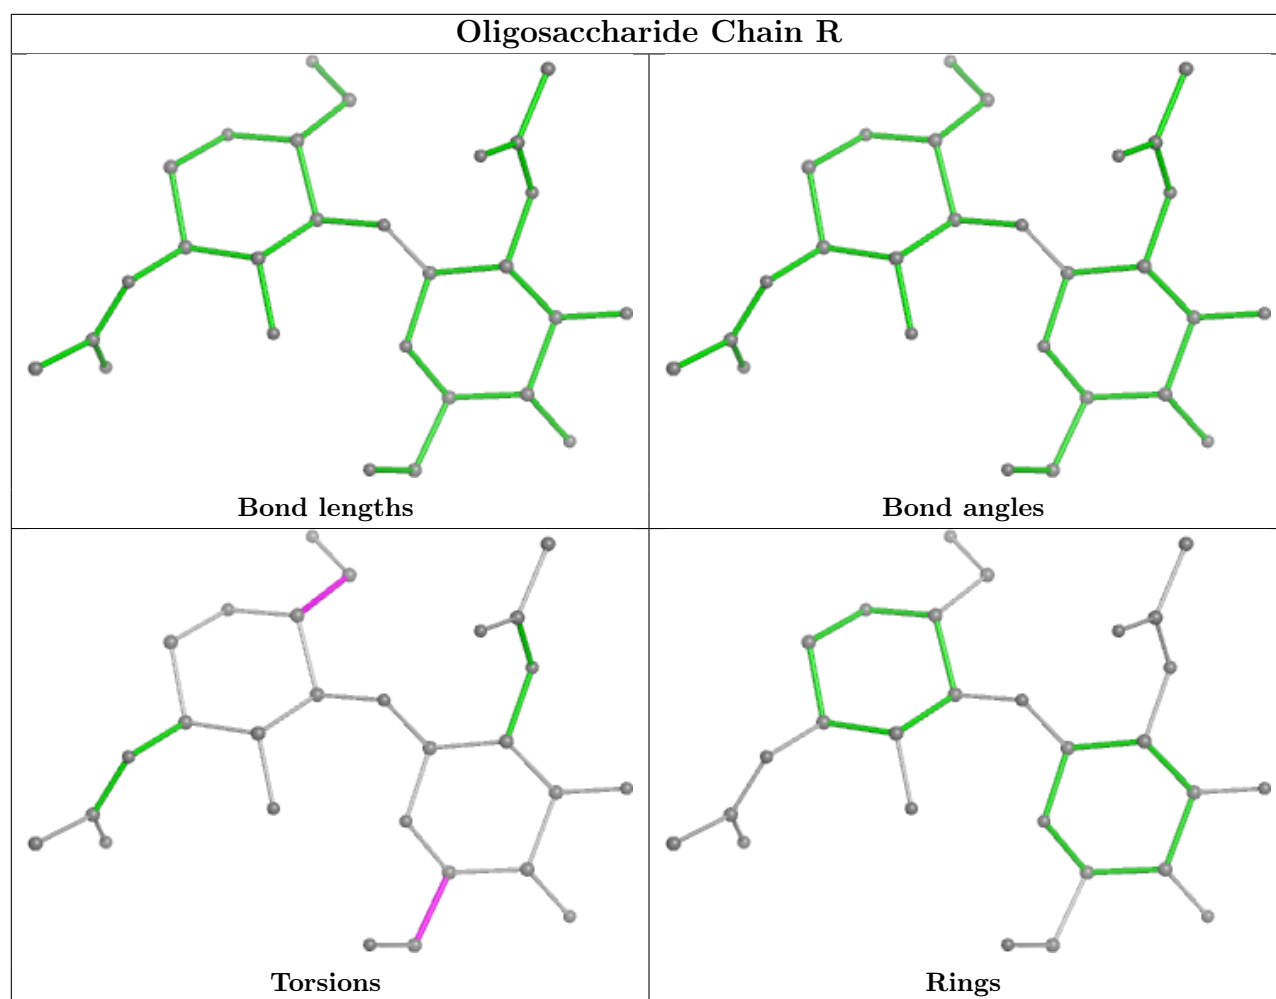 Oligosaccharide Chain R
Bond lengths
Bond angles
Torsions
Rings